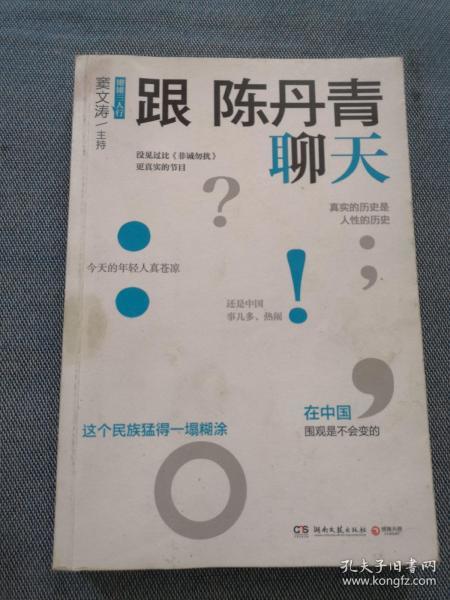 锵锵三人行
窦文涛/主持
跟 陈丹青
聊天
没见过比《非诚勿扰》
更真实的节目
?
真实的历史是
人性的历史
:
;
今天的年轻人真苍凉
!
还是中国
事儿多、热闹
,
在中国
围观是不会变的
这个民族猛得一塌糊涂
CS
湖南文艺出版社
博集天卷
孔夫子旧书网
www.kongfz.com